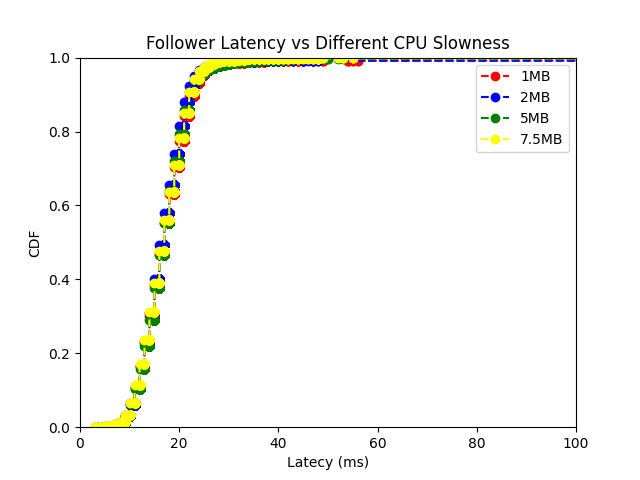 Follower Latency vs Different CPU Slowness
1.0
0.8
0.6
0.4
0.2
0.0
CDF
0 20 40 60 80 100
Latecy (ms)
1MB
2MB
5MB
7.5MB